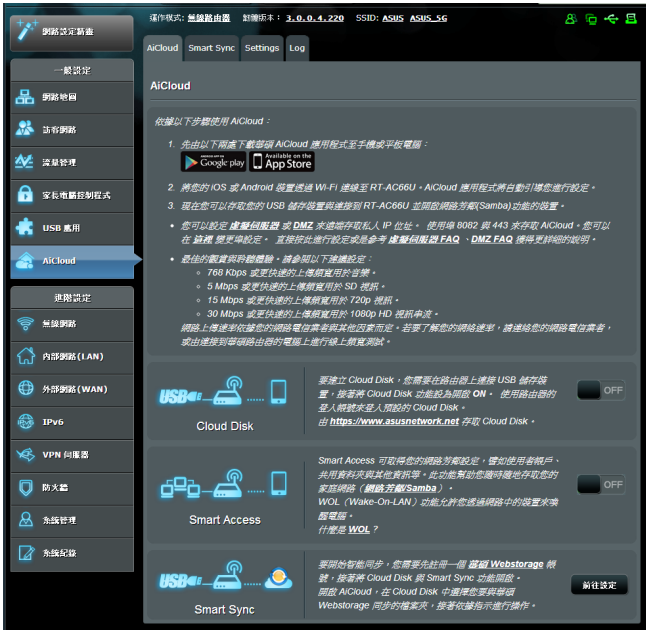 網路設定精靈
運作模式: 無線路由器 韌體版本: 3.0.0.4.220 SSID: ASUS ASUS_5G
AiCloud Smart Sync Settings Log
一般設定
網路地圖
訪客網路
流量管理
家長電腦控制程式
USB 應用
AiCloud
進階設定
無線網路
內部網路(LAN)
外部網路(WAN)
IPv6
VPN 伺服器
防火牆
系統管理
系統紀錄
AiCloud
依據以下步驟使用 AiCloud:
1. 先由以下兩處下載華碩 AiCloud 應用程式至手機或平板電腦:
ANDROID APP ON Google play Available on the App Store
2. 將您的 iOS 或 Android 裝置透過 Wi-Fi 連線至 RT-AC66U。AiCloud 應用程式將自動引導您進行設定。
3. 現在您可以存取您的 USB 儲存裝置與連接到 RT-AC66U 並開啟網路芳鄰(Samba)功能的裝置。
• 您可以設定 虛擬伺服器 或 DMZ 來遠端存取私人 IP 位址。 使用埠 8082 與 443 來存取 AiCloud。您可以
在 這裡 變更埠設定。 直接按此進行設定或是參考 虛擬伺服器 FAQ 、DMZ FAQ 獲得更詳細的說明。
• 最佳的觀賞與聆聽體驗。請參閱以下建議設定:
○ 768 Kbps 或更快速的上傳頻寬用於音樂。
○ 5 Mbps 或更快速的上傳頻寬用於 SD 視訊。
○ 15 Mbps 或更快速的上傳頻寬用於 720p 視訊。
○ 30 Mbps 或更快速的上傳頻寬用於 1080p HD 視訊串流。
網路上傳速率依據您的網路電信業者與其他因素而定。若要了解您的網絡速率,請連絡您的網路電信業者,
或由連接到華碩路由器的電腦上進行線上頻寬測試。
USB
Cloud Disk
要建立 Cloud Disk,您需要在路由器上連接 USB 儲存裝
置,接著將 Cloud Disk 功能設為開啟 ON。 使用路由器的
登入帳號來登入預設的 Cloud Disk。
由 https://www.asusnetwork.net 存取 Cloud Disk。
OFF
Smart Access
Smart Access 可取得您的網路芳鄰設定,譬如使用者帳戶、
共用資料夾與其他資訊等。此功能幫助您隨時隨地存取您的
家庭網路(網路芳鄰/Samba)。
WOL(Wake-On-LAN)功能允許您透過網路中的裝置來喚
醒電腦。
什麼是 WOL?
OFF
USB
Smart Sync
要開始智能同步,您需要先註冊一個 華碩 Webstorage 帳
號,接著將 Cloud Disk 與 Smart Sync 功能開啟。
開啟 AiCloud,在 Cloud Disk 中選擇您要與華碩
Webstorage 同步的檔案夾,接著依據指示進行操作。
前往設定